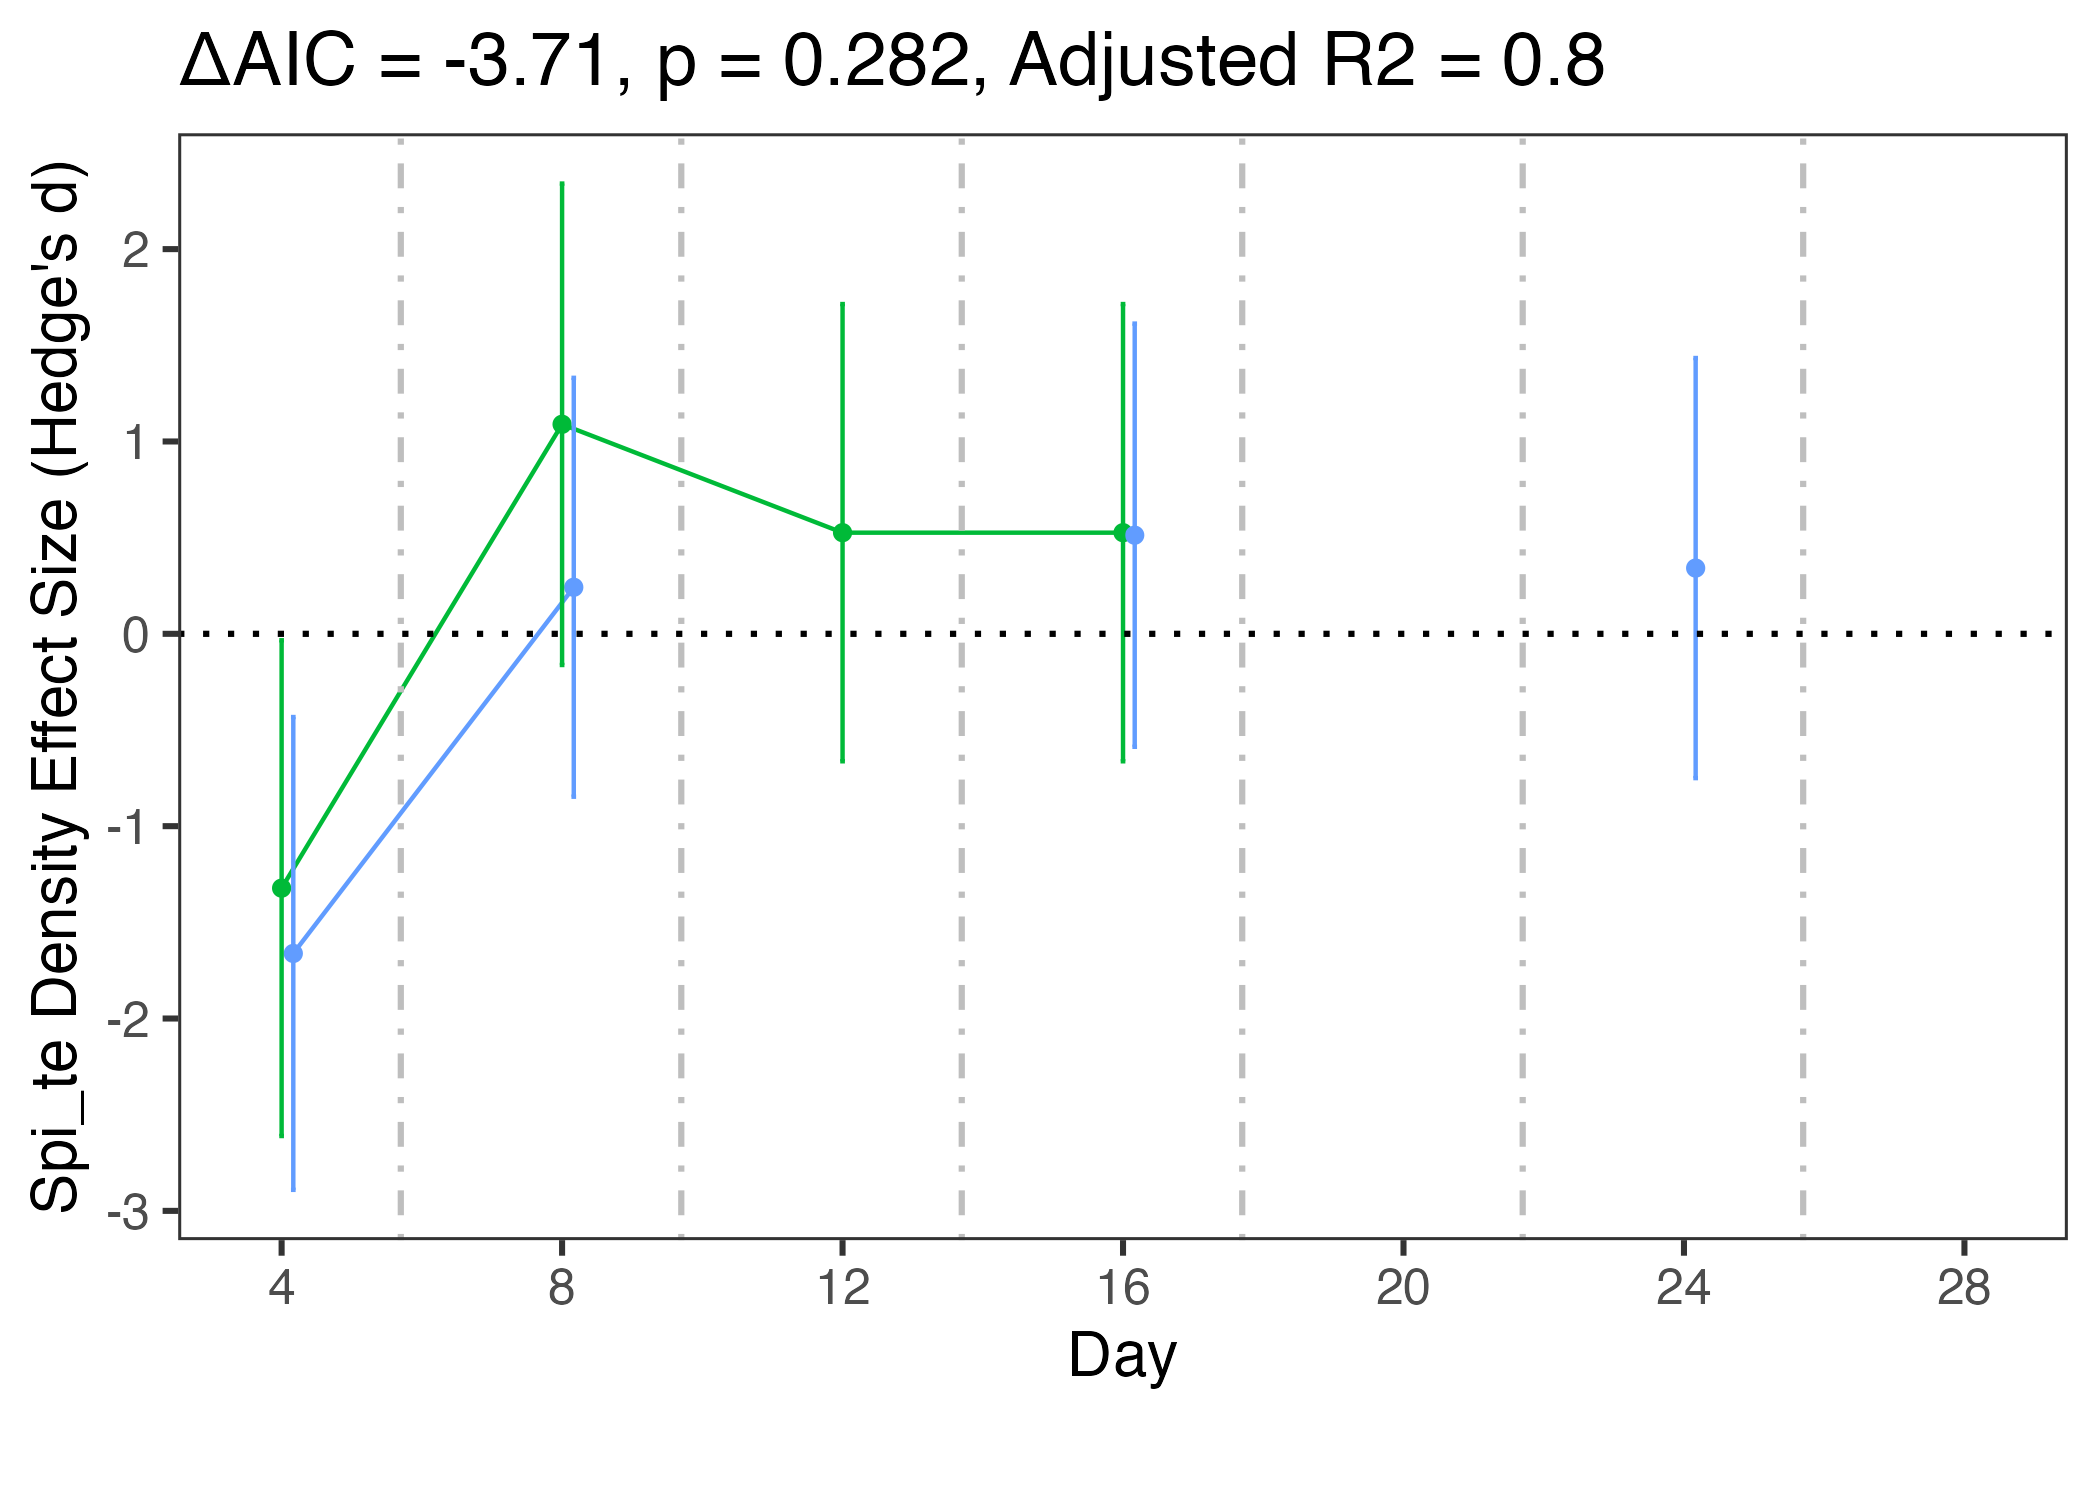 ΔAIC = -3.71, p = 0.282, Adjusted R2 = 0.8
Spi_te Density Effect Size (Hedge's d)
2
1
0
-1
-2
-3
4 8 12 16 20 24 28
Day